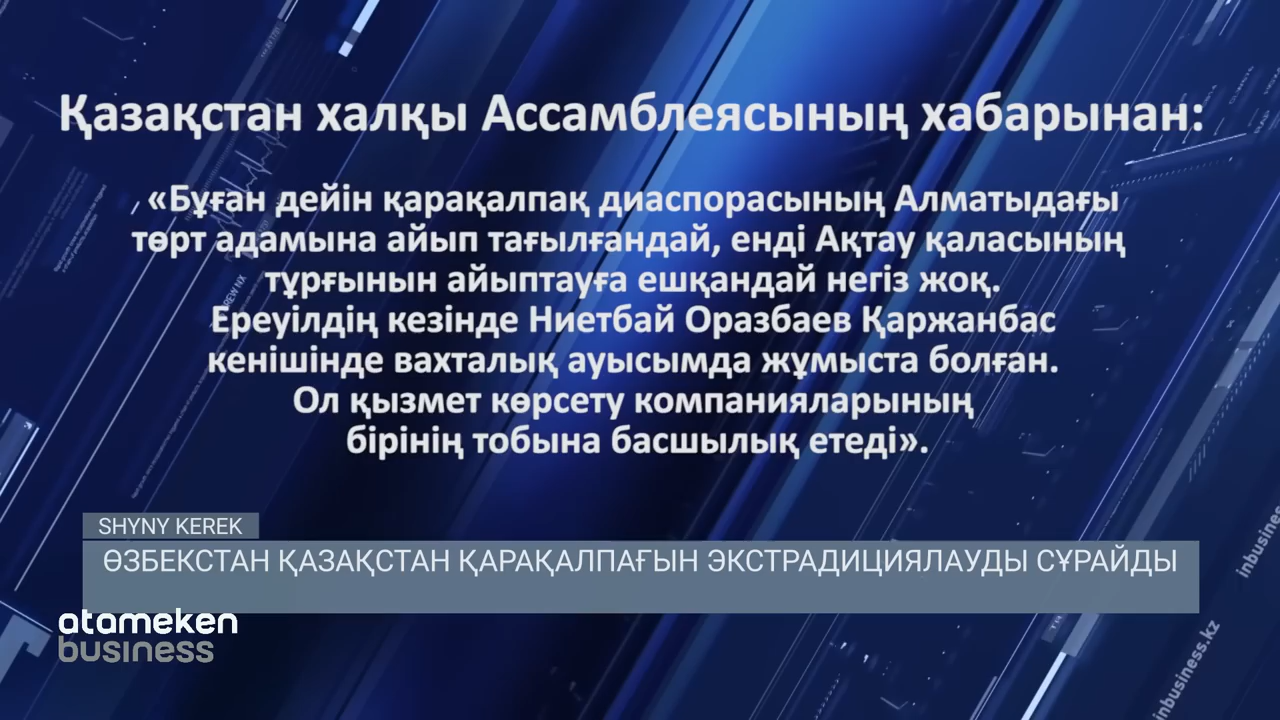 Қазақстан халқы Ассамблеясының хабарынан:
«Бұған дейін қарақалпақ диаспорасының Алматыдағы
төрт адамына айып тағылғандай, енді Ақтау қаласының
тұрғынын айыптауға ешқандай негіз жоқ.
Ереуілдің кезінде Ниетбай Оразбаев Қаржанбас
кенішінде вахталық ауысымда жұмыста болған.
Ол қызмет көрсету компанияларының
бірінің тобына басшылық етеді».
SHYNY KEREK
ӨЗБЕКСТАН ҚАЗАҚСТАН ҚАРАҚАЛПАҒЫН ЭКСТРАДИЦИЯЛАУДЫ СҰРАЙДЫ
atameken
business
inbusiness.kz